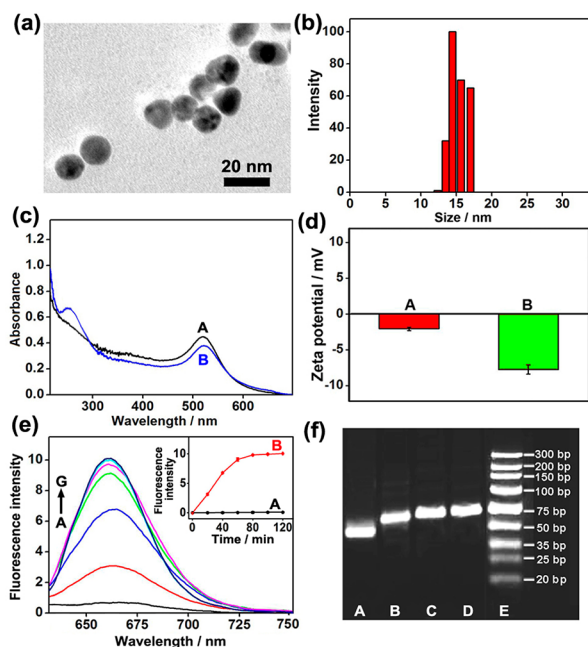 (a)
20 nm
(b)
Intensity
100
80
60
40
20
0
0 5 10 15 20 25 30
Size / nm
(c)
Absorbance
1.2
1.0
0.8
0.6
0.4
0.2
0.0
A
B
300 400 500 600
Wavelength / nm
(d)
Zeta potential / mV
10
5
0
-5
-10
A B
(e)
Fluorescence intensity
12
10
8
6
4
2
0
G
A
650 675 700 725 750
Wavelength / nm
Fluorescence
intensity
10
5
0
B
A
0 40 80 120
Time / min
(f)
300 bp
200 bp
150 bp
100 bp
75 bp
50 bp
35 bp
25 bp
20 bp
A B C D E